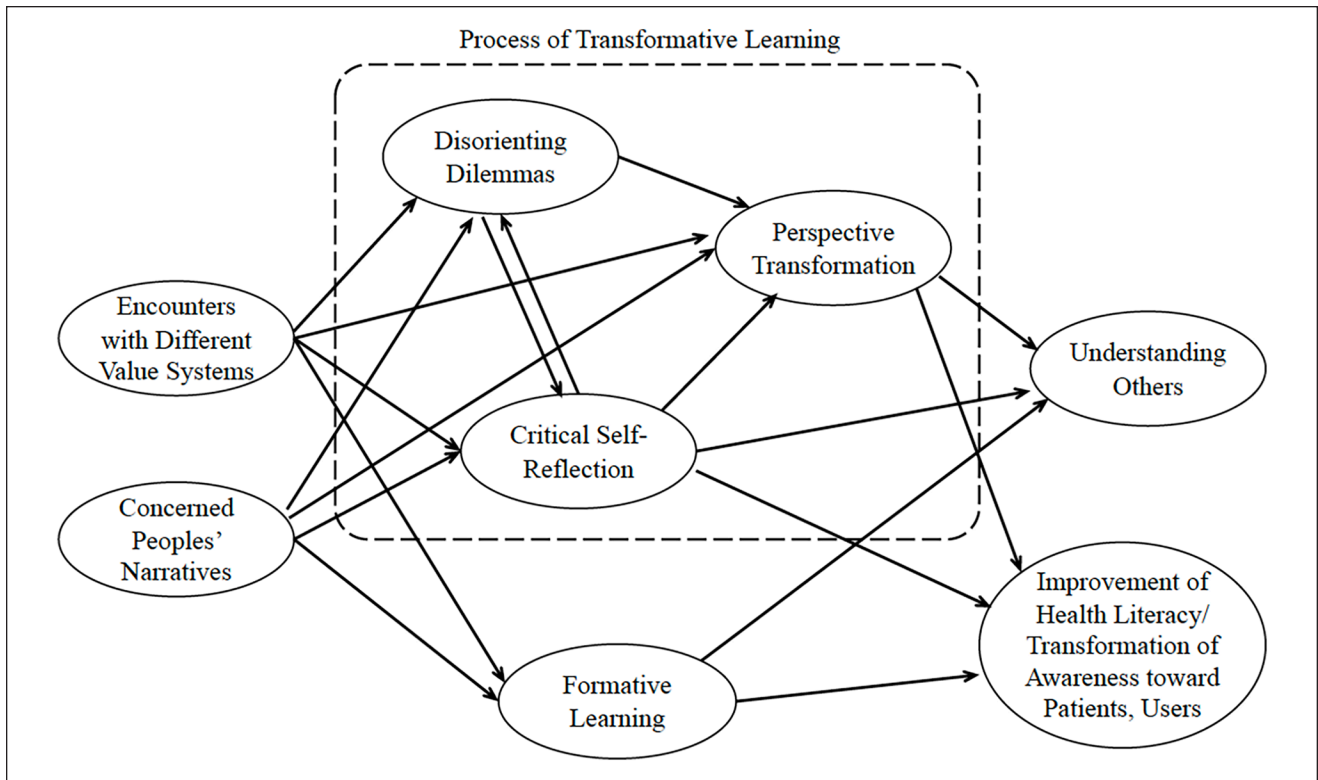 Process of Transformative Learning
Disorienting
Dilemmas
Perspective
Transformation
Encounters
with Different
Value Systems
Understanding
Others
Critical Self-
Reflection
Concerned
Peoples’
Narratives
Improvement of
Health Literacy/
Transformation of
Awareness toward
Patients, Users
Formative
Learning